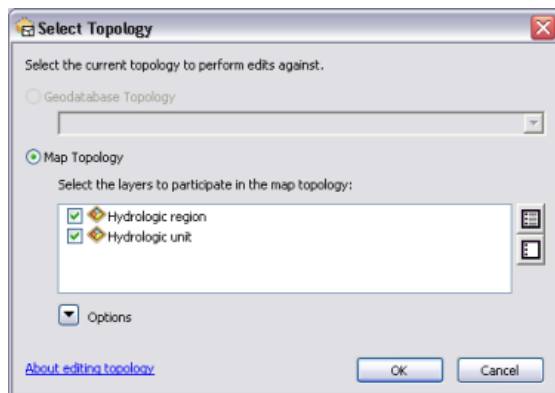 Select Topology
Select the current topology to perform edits against.
Geodatabase Topology
Map Topology
Select the layers to participate in the map topology:
Hydrologic region
Hydrologic unit
Options
About editing topology
OK
Cancel